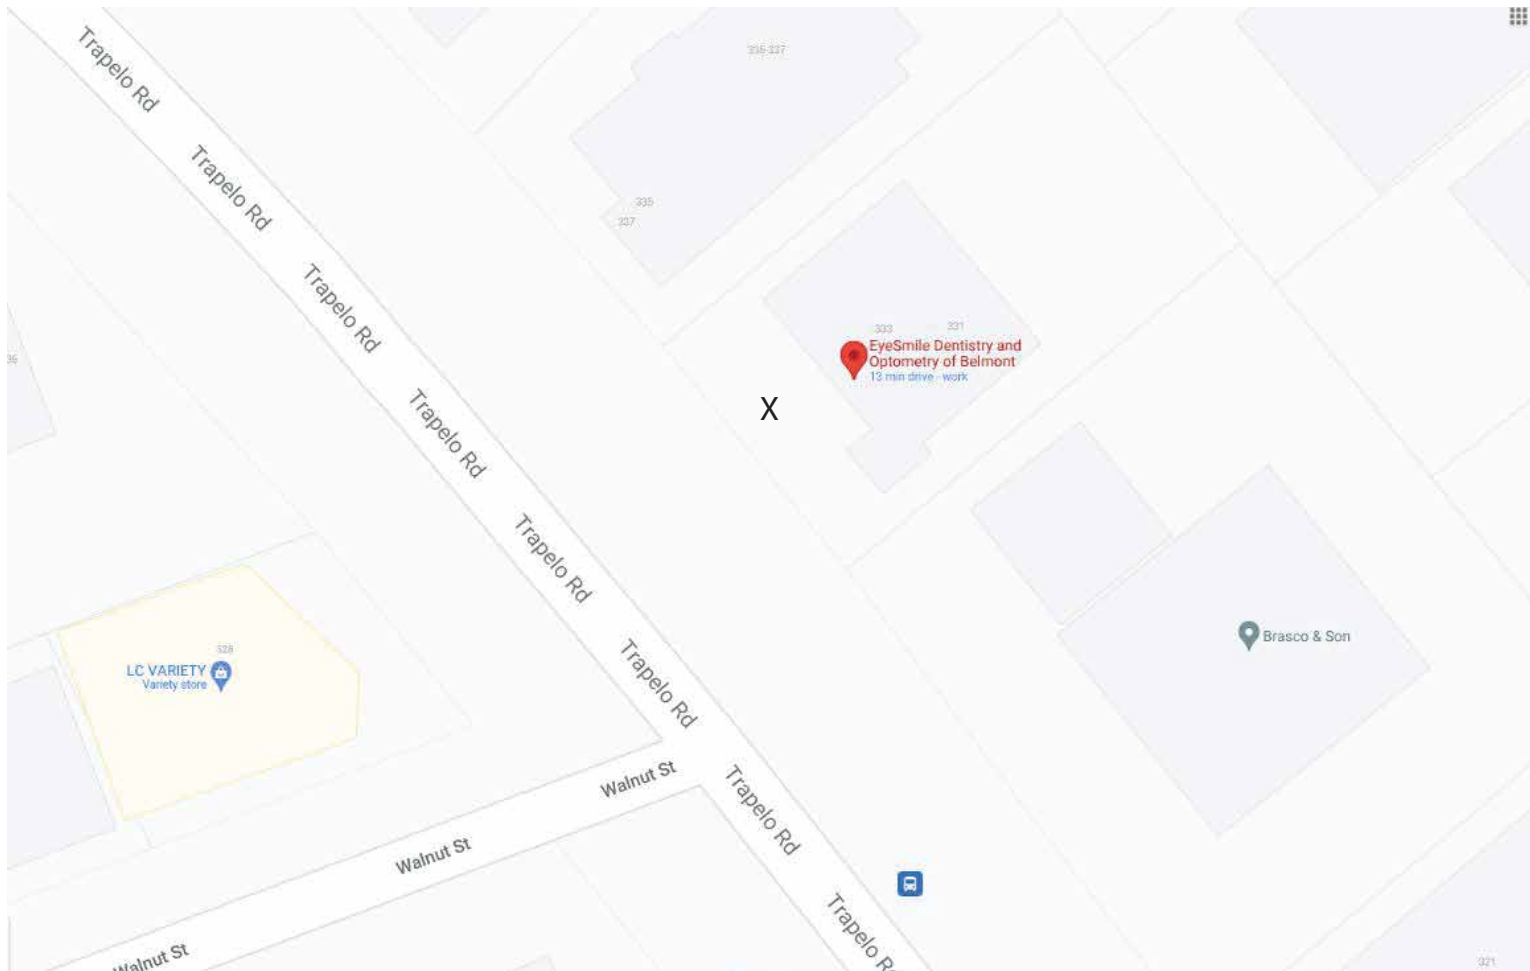 Trapelo Rd
335-337
Trapelo Rd
335
337
Trapelo Rd
333
331
EyeSmile Dentistry and
Optometry of Belmont
13 min drive - work
X
Trapelo Rd
Trapelo Rd
Brasco & Son
528
LC VARIETY
Variety store
Trapelo Rd
Walnut St
Trapelo Rd
Walnut St
Trapelo Rd
Walnut St
321